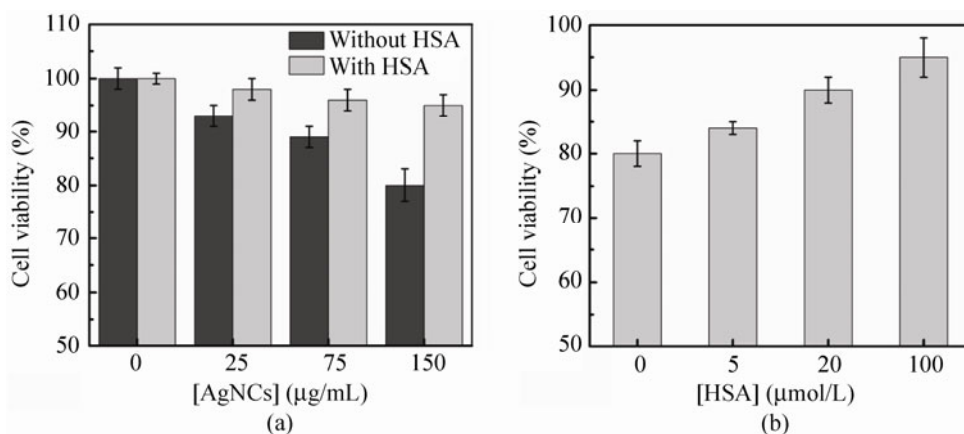 110
100
90
80
70
60
50
Cell viability (%)
Without HSA
With HSA
0 25 75 150
[AgNCs] (μg/mL)
(a)
100
90
80
70
60
50
Cell viability (%)
0 5 20 100
[HSA] (μmol/L)
(b)